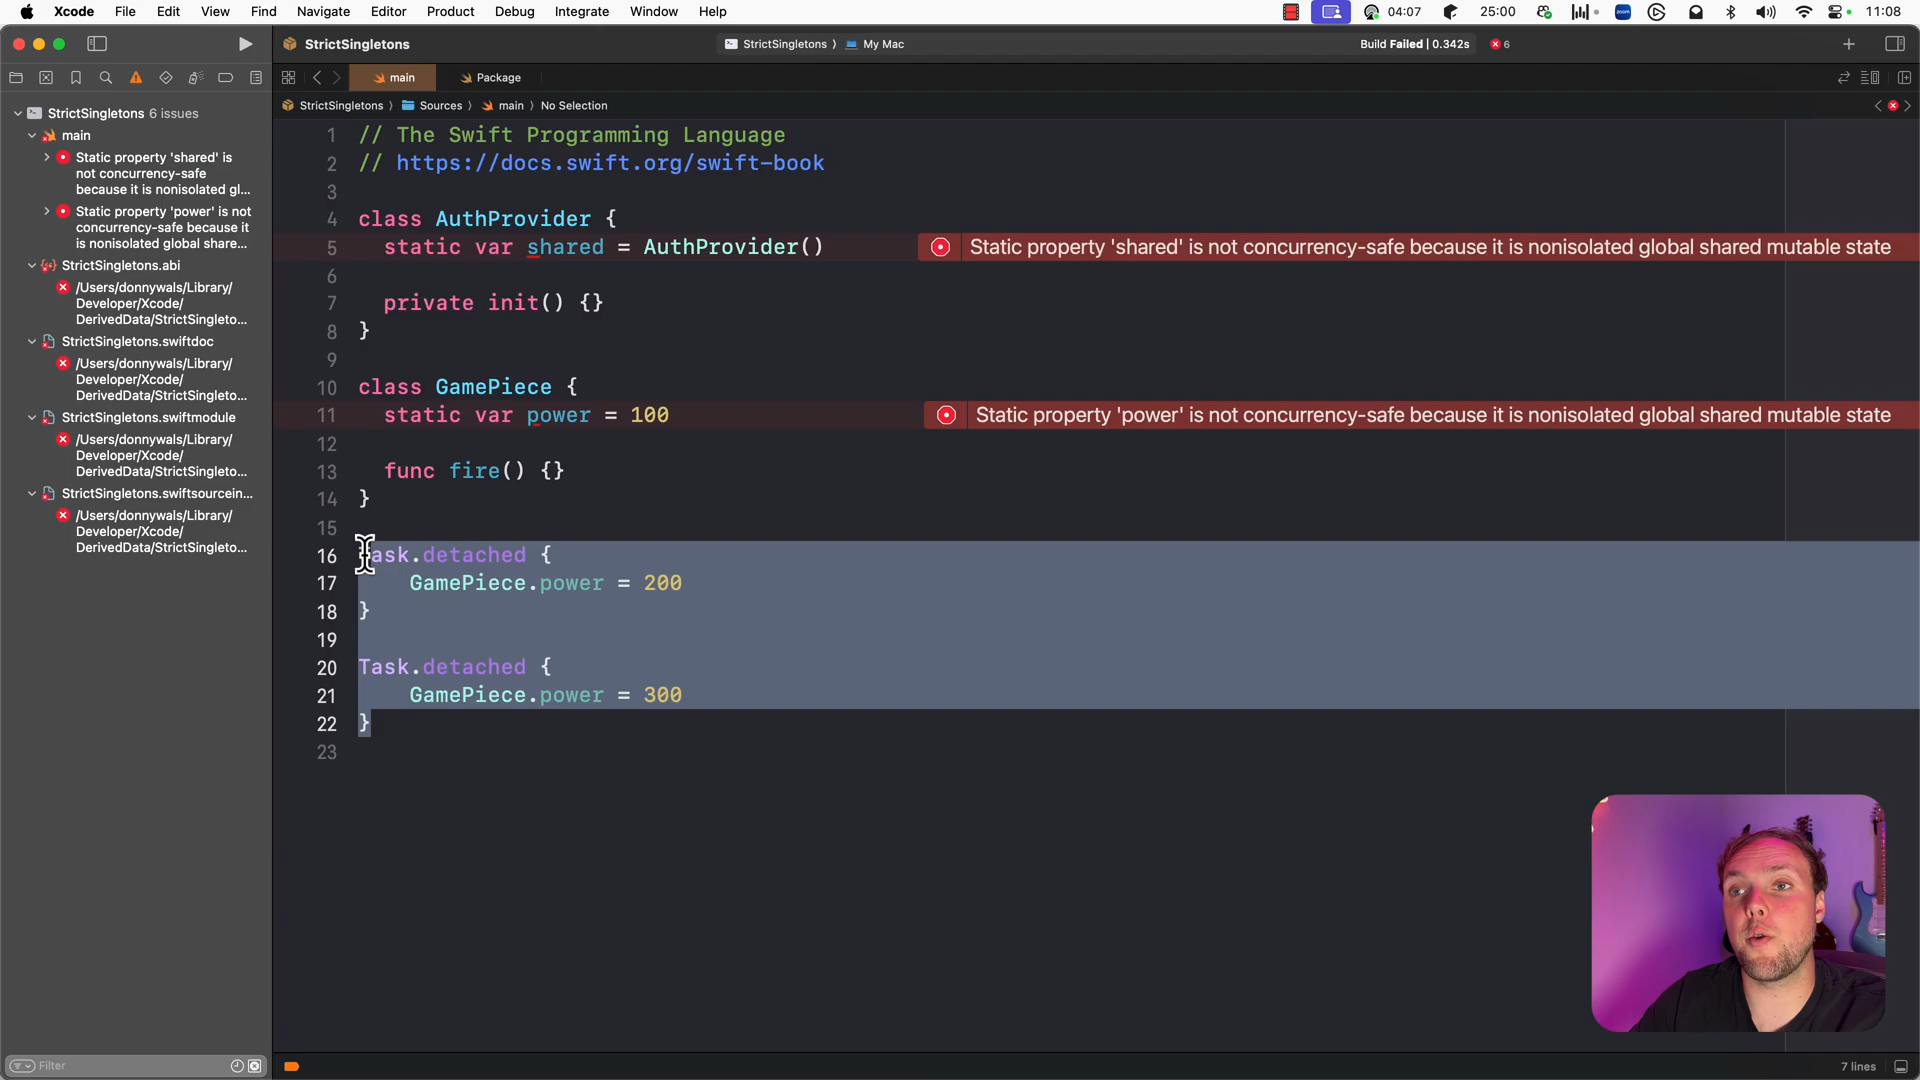 Xcode File Edit View Find Navigate Editor Product Debug Integrate Window Help 04:07 25:00 zoom 11:08
StrictSingletons StrictSingletons 〉 My Mac Build Failed | 0.342s 6
main Package
StrictSingletons 〉 Sources 〉 main 〉 No Selection
StrictSingletons 6 issues
main
Static property 'shared' is
not concurrency-safe
because it is nonisolated gl...
Static property 'power' is not
concurrency-safe because it
is nonisolated global share...
StrictSingletons.abi
/Users/donnywals/Library/
Developer/Xcode/
DerivedData/StrictSingleto...
StrictSingletons.swiftdoc
/Users/donnywals/Library/
Developer/Xcode/
DerivedData/StrictSingleto...
StrictSingletons.swiftmodule
/Users/donnywals/Library/
Developer/Xcode/
DerivedData/StrictSingleto...
StrictSingletons.swiftsourcein...
/Users/donnywals/Library/
Developer/Xcode/
DerivedData/StrictSingleto...
Filter
1 // The Swift Programming Language
2 // https://docs.swift.org/swift-book
3
4 class AuthProvider {
5 static var shared = AuthProvider() Static property 'shared' is not concurrency-safe because it is nonisolated global shared mutable state
6
7 private init() {}
8 }
9
10 class GamePiece {
11 static var power = 100 Static property 'power' is not concurrency-safe because it is nonisolated global shared mutable state
12
13 func fire() {}
14 }
15
16 Task.detached {
17 GamePiece.power = 200
18 }
19
20 Task.detached {
21 GamePiece.power = 300
22 }
23
7 lines